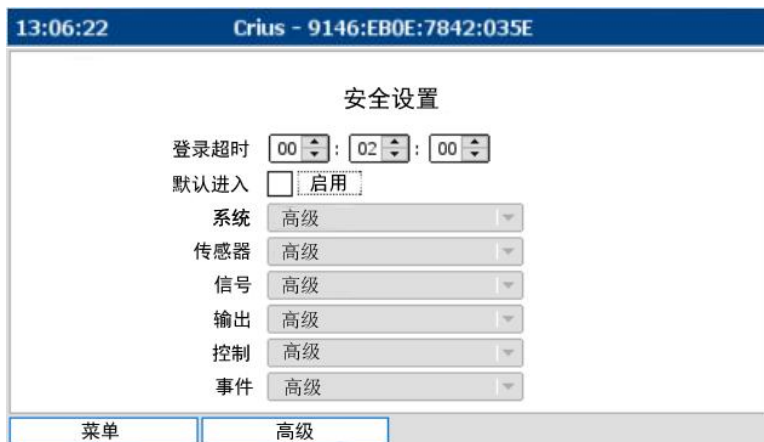 13:06:22 Crius - 9146:EB0E:7842:035E
安全设置
登录超时 00 : 02 : 00
默认进入 启用
系统 高级
传感器 高级
信号 高级
输出 高级
控制 高级
事件 高级
菜单 高级